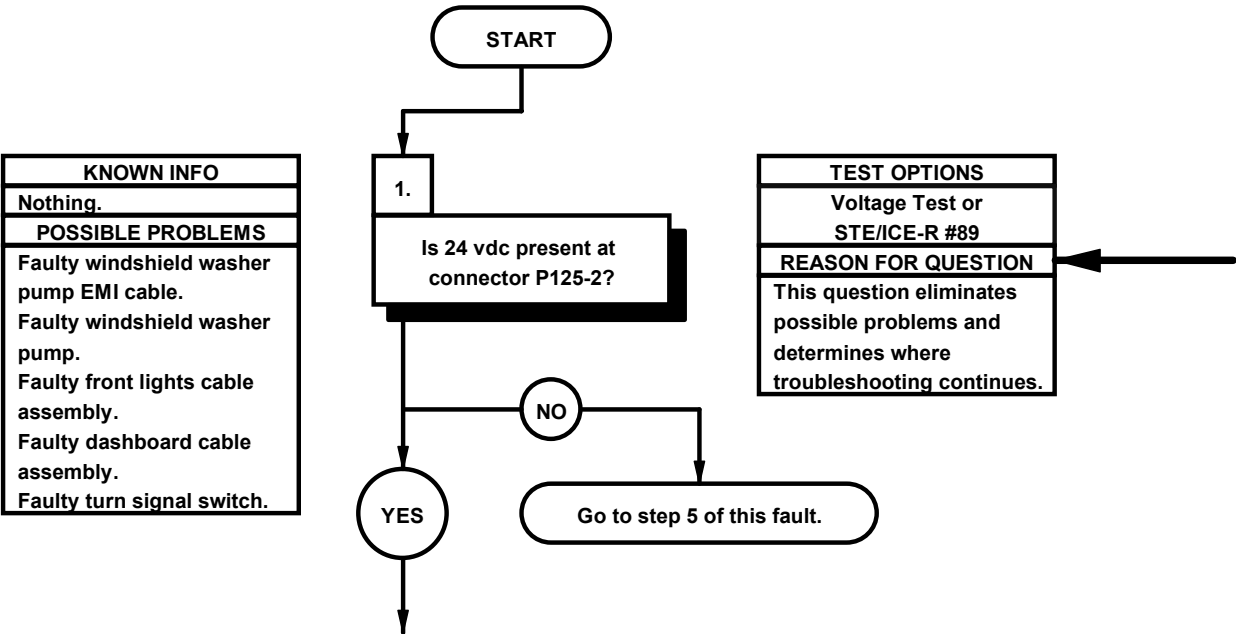 START
KNOWN INFO
Nothing.
POSSIBLE PROBLEMS
Faulty windshield washer
pump EMI cable.
Faulty windshield washer
pump.
Faulty front lights cable
assembly.
Faulty dashboard cable
assembly.
Faulty turn signal switch.
1.
Is 24 vdc present at
connector P125-2?
TEST OPTIONS
Voltage Test or
STE/ICE-R #89
REASON FOR QUESTION
This question eliminates
possible problems and
determines where
troubleshooting continues.
NO
YES
Go to step 5 of this fault.